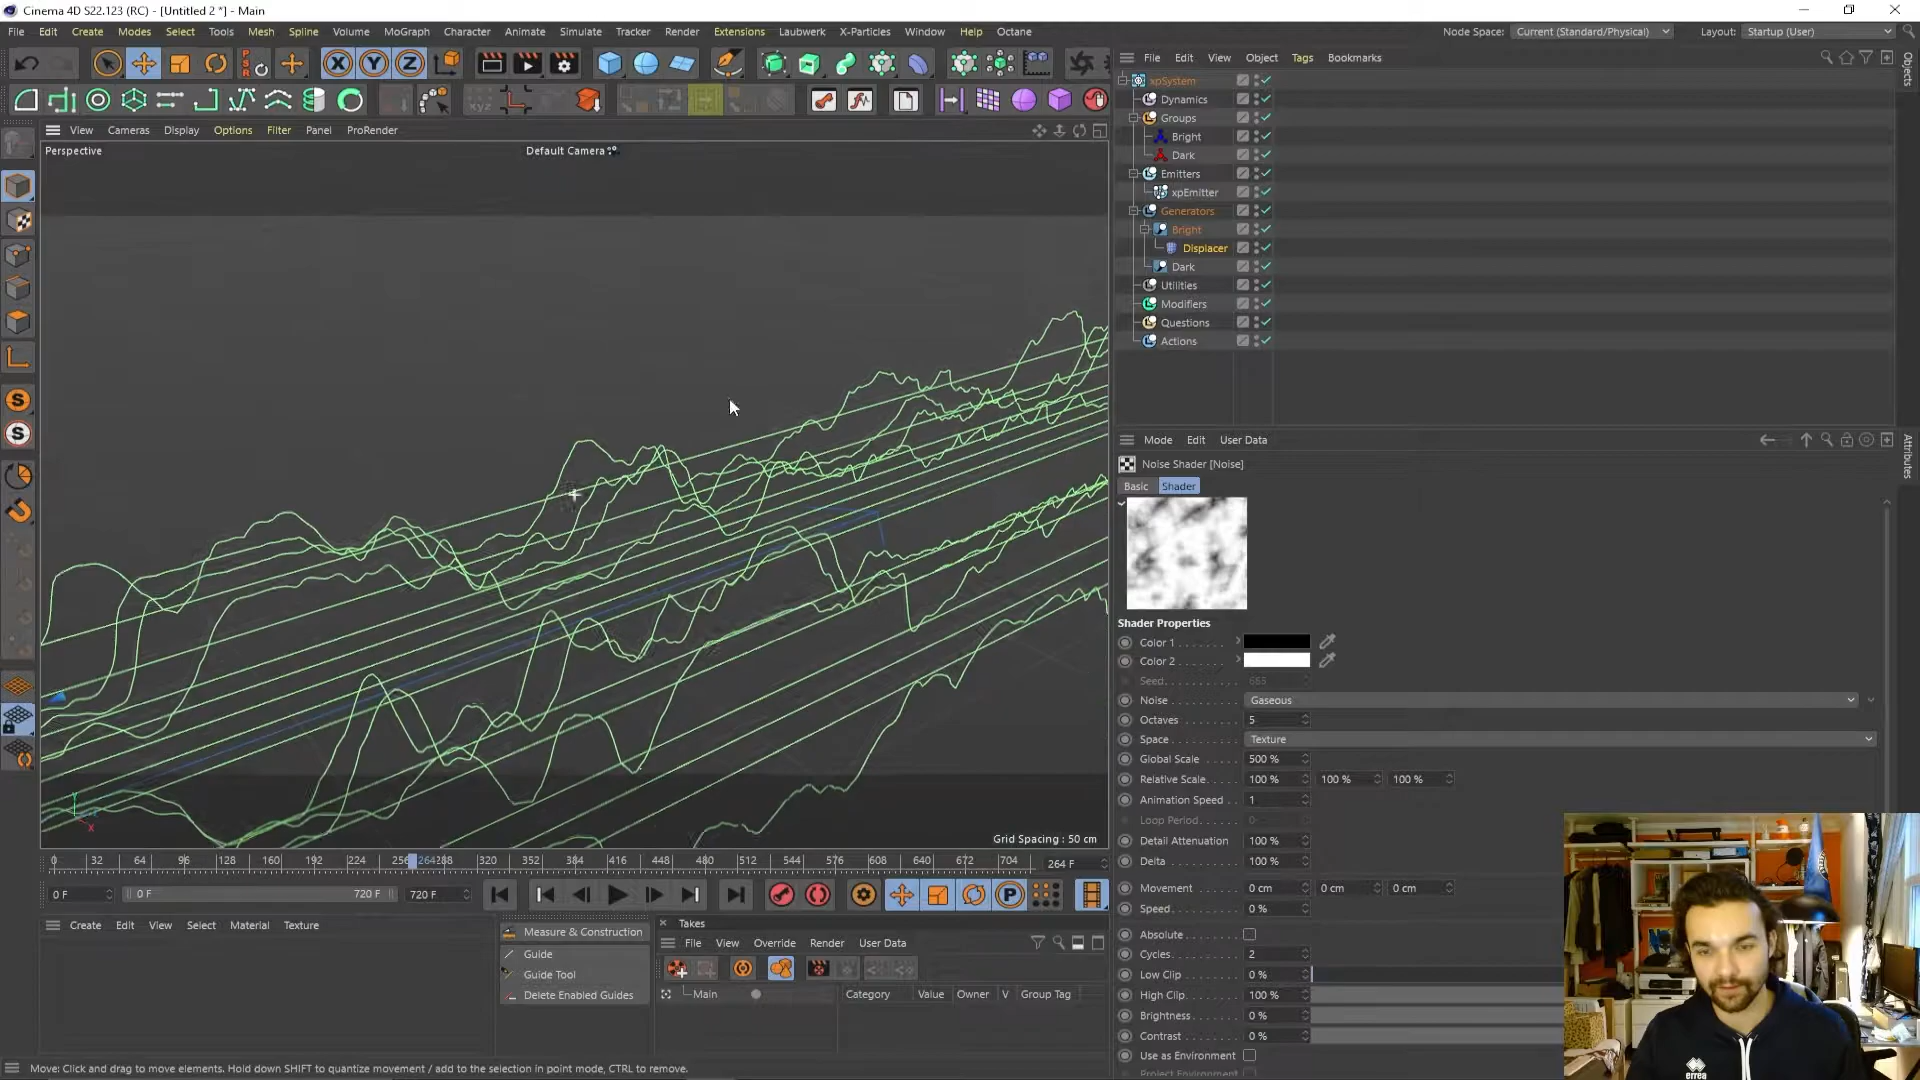 Cinema 4D S22.123 (RC) - [Untitled 2 *] - Main
File Edit Create Modes Select Tools Mesh Spline Volume MoGraph Character Animate Simulate Tracker Render Extensions Laubwerk X-Particles Window Help Octane
Node Space: Current (Standard/Physical) Layout: Startup (User)
File Edit View Object Tags Bookmarks
Objects
xpSystem
Dynamics
Groups
Bright
Dark
Emitters
xpEmitter
Generators
Bright
Displacer
Dark
Utilities
Modifiers
Questions
Actions
X Y Z
PSR
View Cameras Display Options Filter Panel ProRender
Perspective
Default Camera
Y
X
Grid Spacing : 50 cm
Mode Edit User Data
Attributes
Noise Shader [Noise]
Basic Shader
Shader Properties
Color 1
Color 2
Seed 665
Noise Gaseous
Octaves 5
Space Texture
Global Scale 500 %
Relative Scale 100 % 100 % 100 %
Animation Speed 1
Loop Period 0
Detail Attenuation 100 %
Delta 100 %
Movement 0 cm 0 cm 0 cm
Speed 0 %
Absolute
Cycles 2
Low Clip 0 %
High Clip 100 %
Brightness 0 %
Contrast 0 %
Use as Environment
Project Environment
0 32 64 96 128 160 192 224 256 264 288 320 352 384 416 448 480 512 544 576 608 640 672 704 264 F
0 F 0 F 720 F 720 F
Create Edit View Select Material Texture
Measure & Construction
Guide
Guide Tool
Delete Enabled Guides
Takes
File View Override Render User Data
Main Category Value Owner V Group Tag
Move: Click and drag to move elements. Hold down SHIFT to quantize movement / add to the selection in point mode, CTRL to remove.
errea